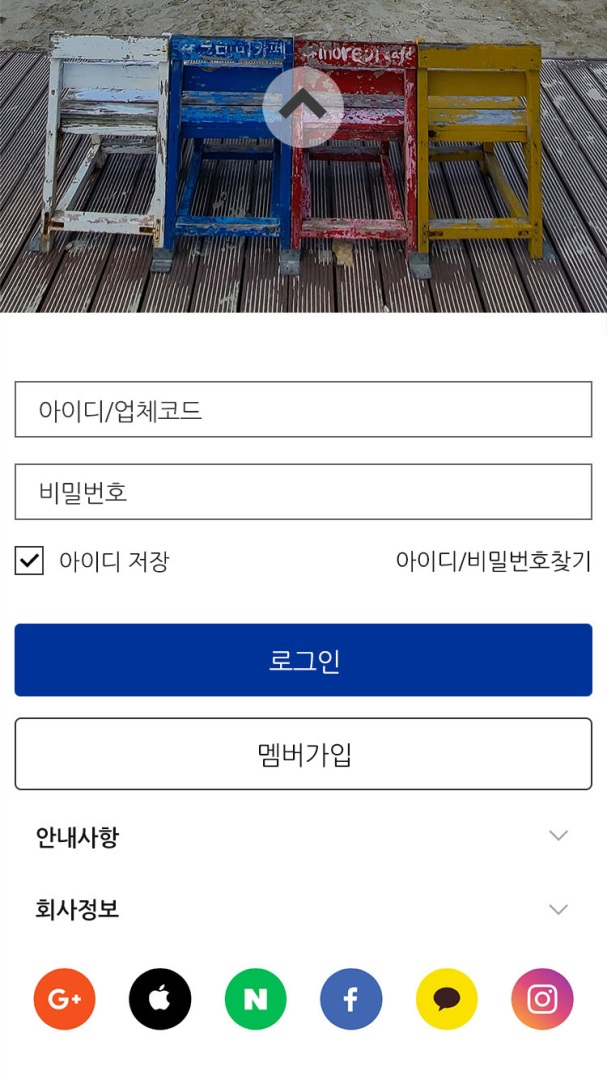 아이디/업체코드
비밀번호
아이디 저장
아이디/비밀번호찾기
로그인
멤버가입
안내사항
회사정보
G+
N
f